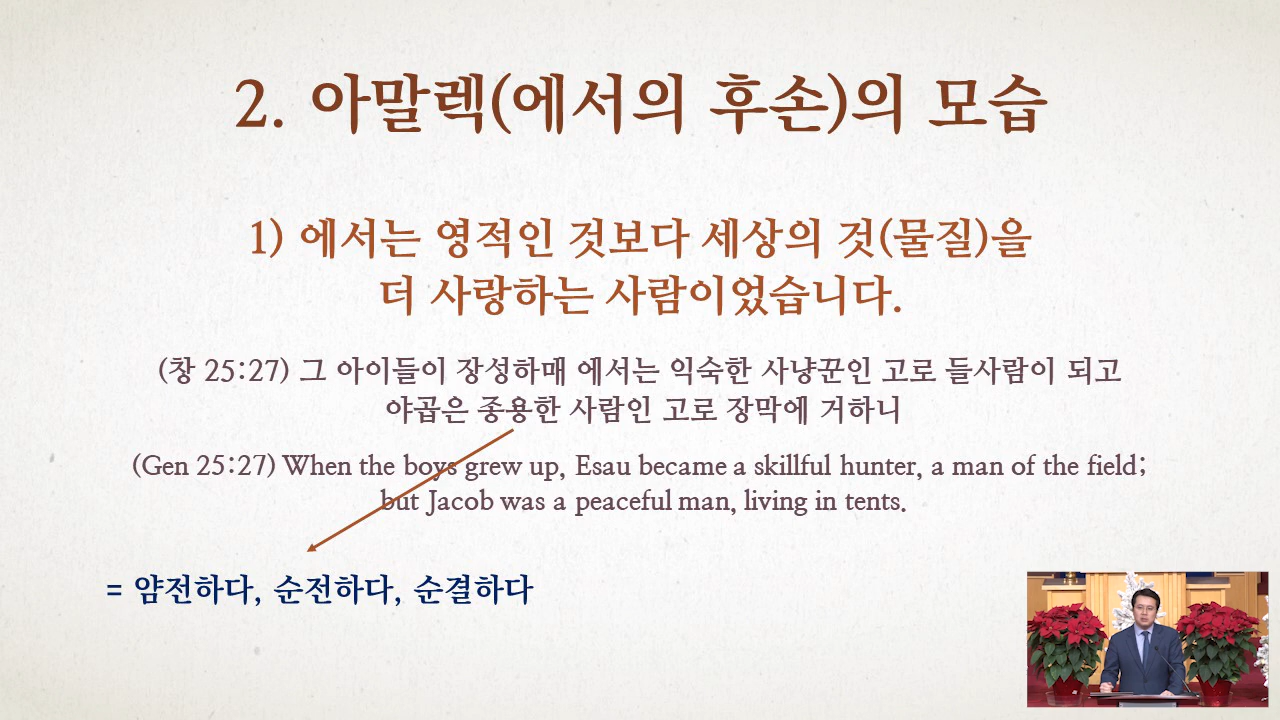 2. 아말렉(에서의 후손)의 모습
1) 에서는 영적인 것보다 세상의 것(물질)을
더 사랑하는 사람이었습니다.
(창 25:27) 그 아이들이 장성하매 에서는 익숙한 사냥꾼인 고로 들사람이 되고
야곱은 종용한 사람인 고로 장막에 거하니
(Gen 25:27) When the boys grew up, Esau became a skillful hunter, a man of the field;
but Jacob was a peaceful man, living in tents.
= 얌전하다, 순전하다, 순결하다